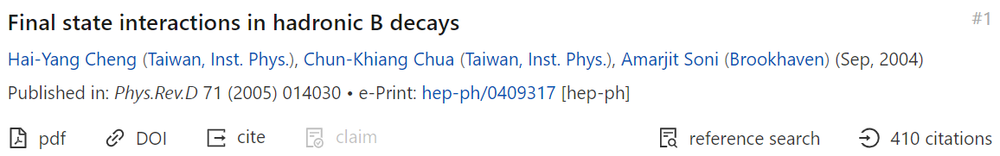 Final state interactions in hadronic B decays #1
Hai-Yang Cheng (Taiwan, Inst. Phys.), Chun-Khiang Chua (Taiwan, Inst. Phys.), Amarjit Soni (Brookhaven) (Sep, 2004)
Published in: Phys.Rev.D 71 (2005) 014030 • e-Print: hep-ph/0409317 [hep-ph]
pdf DOI cite claim reference search 410 citations